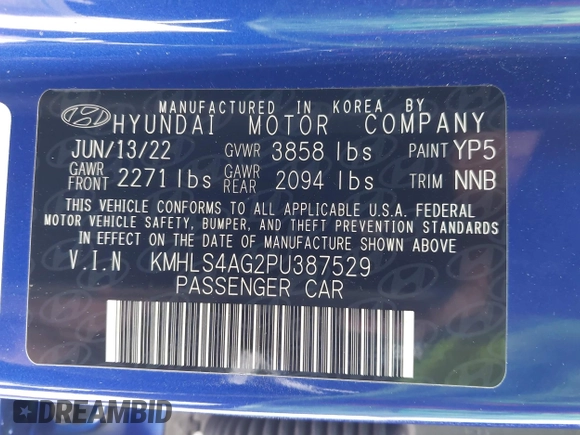 MANUFACTURED IN KOREA BY
HYUNDAI MOTOR COMPANY
JUN/13/22 GVWR 3858 lbs PAINT YP5
GAWR FRONT 2271 lbs GAWR REAR 2094 lbs TRIM NNB
THIS VEHICLE CONFORMS TO ALL APPLICABLE U.S.A. FEDERAL
MOTOR VEHICLE SAFETY, BUMPER, AND THEFT PREVENTION STANDARDS
IN EFFECT ON THE DATE OF MANUFACTURE SHOWN ABOVE
V.I.N KMHLS4AG2PU387529
PASSENGER CAR
DREAMBID